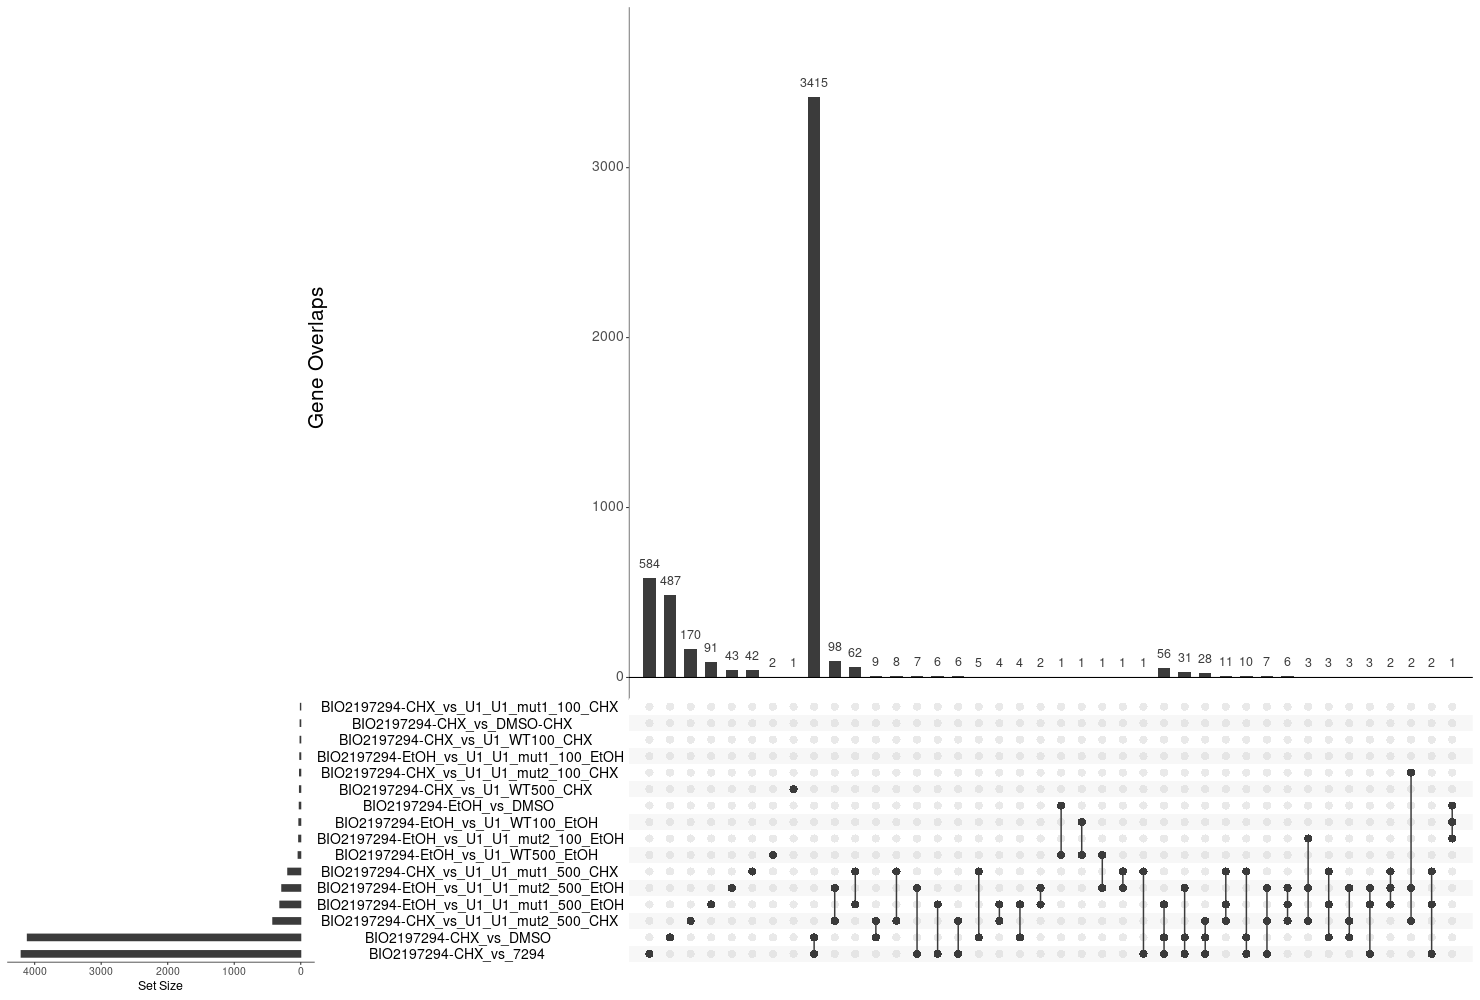 3415
3000
2000
Gene Overlaps
1000
584
487
170
91
43
42
2
1
98
62
9
8
7
6
6
5
4
4
2
1
1
1
1
1
56
31
28
11
10
7
6
3
3
3
3
2
2
2
1
0
BIO2197294-CHX_vs_U1_U1_mut1_100_CHX
BIO2197294-CHX_vs_DMSO-CHX
BIO2197294-CHX_vs_U1_WT100_CHX
BIO2197294-EtOH_vs_U1_U1_mut1_100_EtOH
BIO2197294-CHX_vs_U1_U1_mut2_100_CHX
BIO2197294-CHX_vs_U1_WT500_CHX
BIO2197294-EtOH_vs_DMSO
BIO2197294-EtOH_vs_U1_WT100_EtOH
BIO2197294-EtOH_vs_U1_U1_mut2_100_EtOH
BIO2197294-EtOH_vs_U1_WT500_EtOH
BIO2197294-CHX_vs_U1_U1_mut1_500_CHX
BIO2197294-EtOH_vs_U1_U1_mut2_500_EtOH
BIO2197294-EtOH_vs_U1_U1_mut1_500_EtOH
BIO2197294-CHX_vs_U1_U1_mut2_500_CHX
BIO2197294-CHX_vs_DMSO
BIO2197294-CHX_vs_7294
4000 3000 2000 1000 0
Set Size